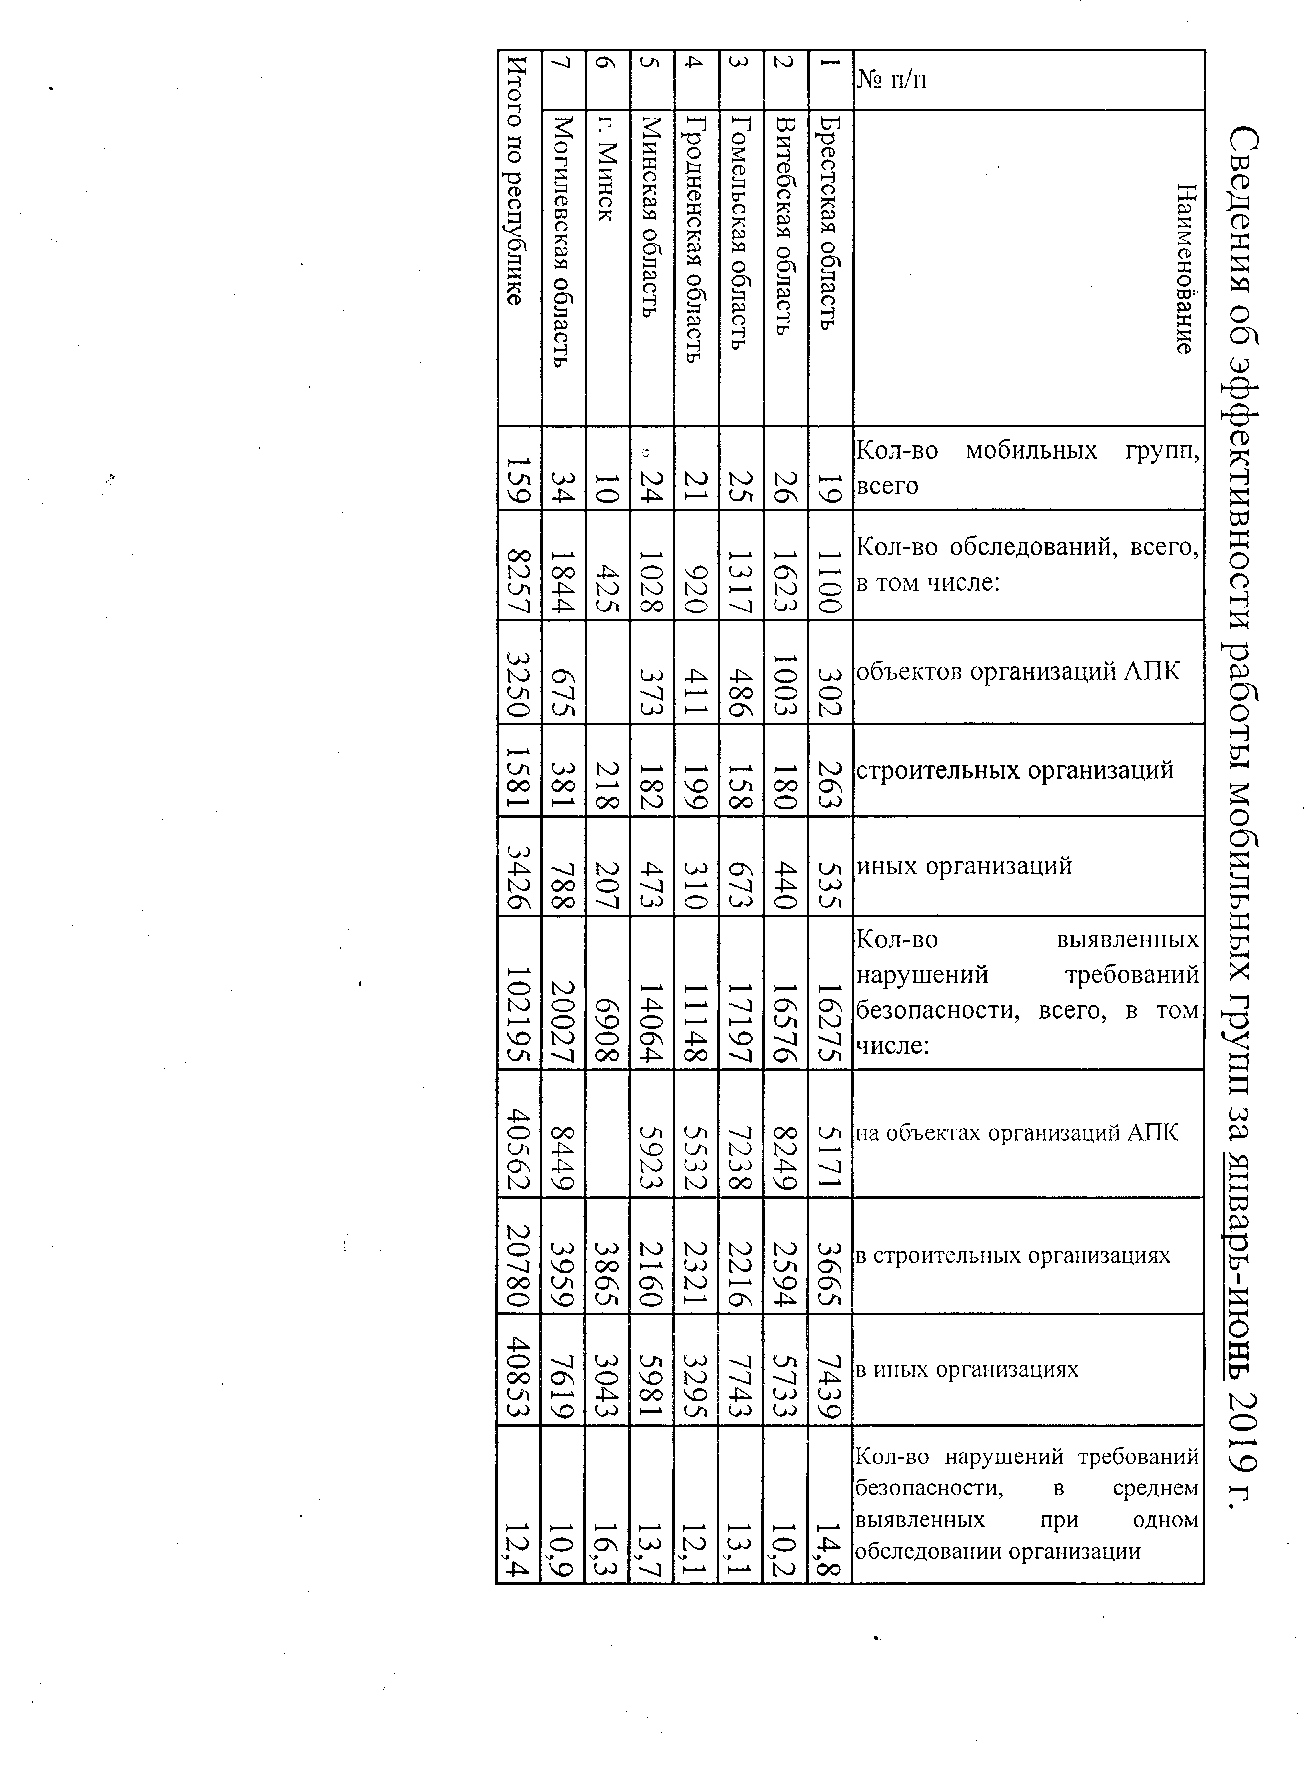 Сведения об эффективности работы мобильных групп за январь-июнь 2019 г.
№ п/п
Наименование
Кол-во мобильных групп,
всего
Кол-во обследований, всего,
в том числе:
объектов организаций АПК
строительных организаций
иных организаций
Кол-во выявленных
нарушений требований
безопасности, всего, в том
числе:
на объектах организаций АПК
в строительных организациях
в иных организациях
Кол-во нарушений требований
безопасности, в среднем
выявленных при одном
обследовании организации
1 Брестская область 19 1100 302 263 535 16275 5171 3665 7439 14,8
2 Витебская область 26 1623 1003 180 440 16576 8249 2594 5733 10,2
3 Гомельская область 25 1317 486 158 673 17197 7238 2216 7743 13,1
4 Гродненская область 21 920 411 199 310 11148 5532 2321 3295 12,1
5 Минская область 24 1028 373 182 473 14064 5923 2160 5981 13,7
6 г. Минск 10 425 218 207 6908 3865 3043 16,3
7 Могилевская область 34 1844 675 381 788 20027 8449 3959 7619 10,9
Итого по республике 159 8257 3250 1581 3426 102195 40562 20780 40853 12,4